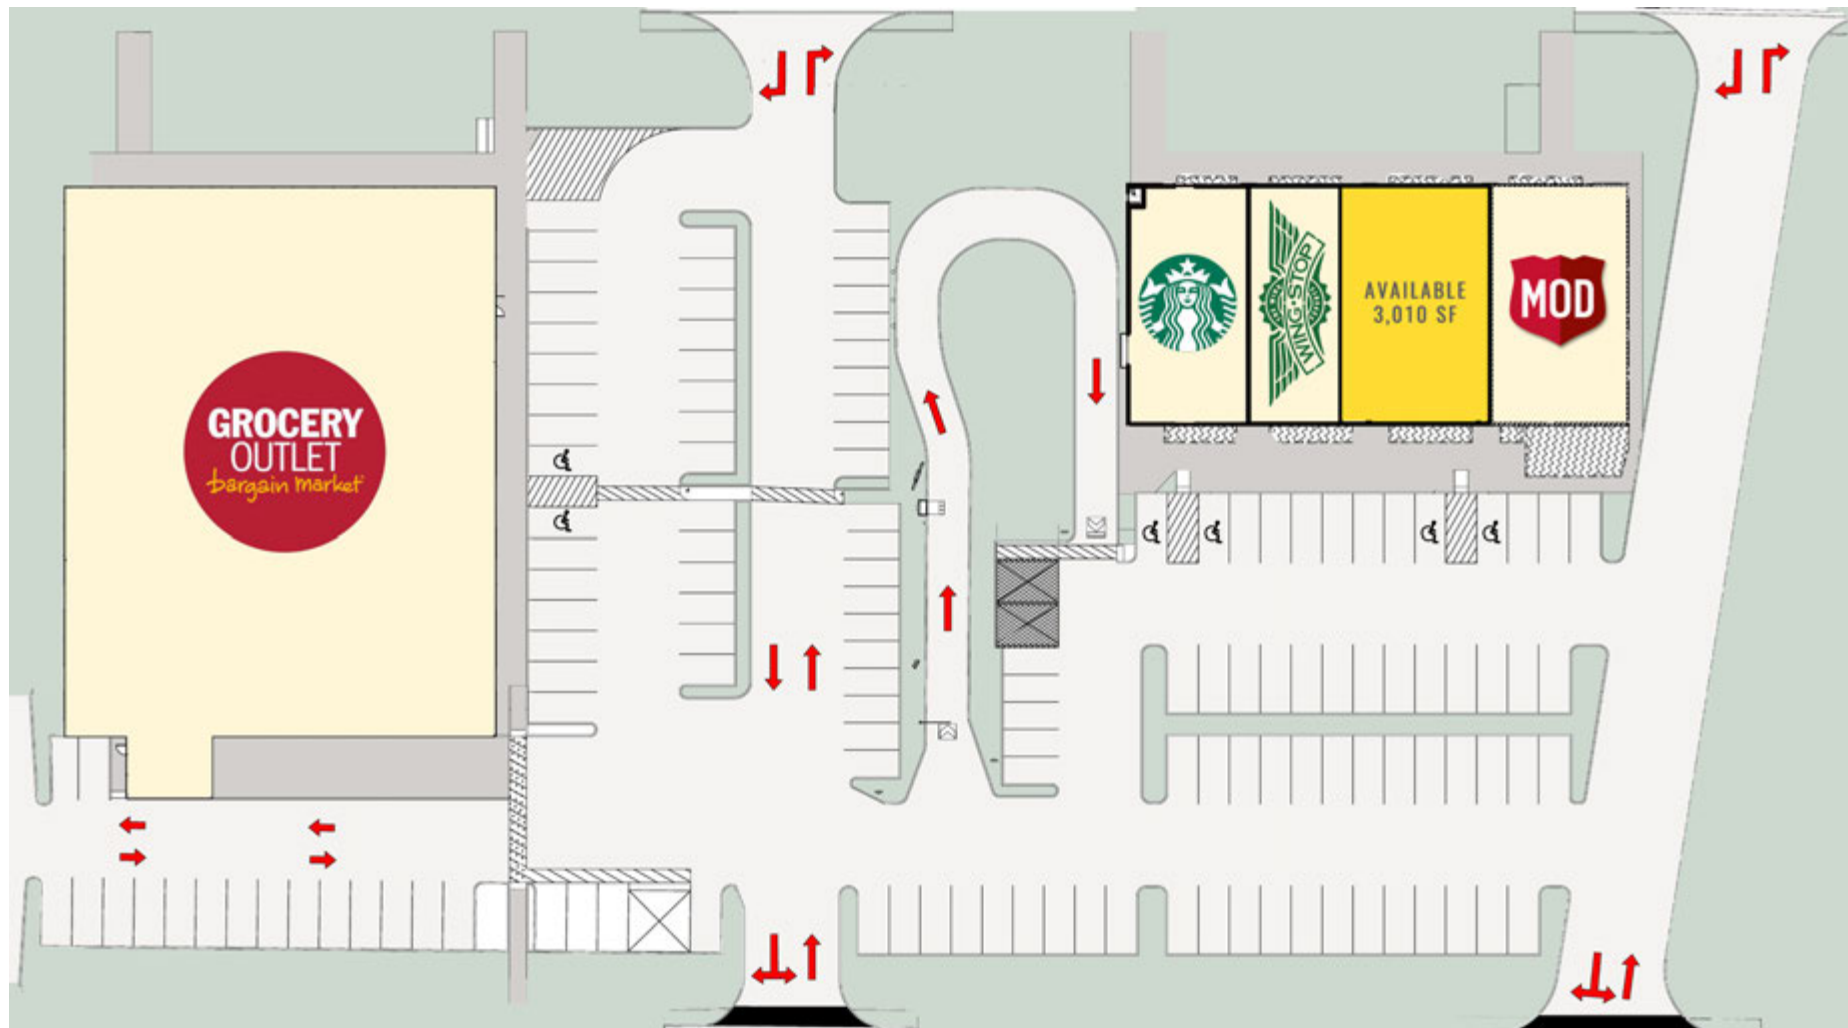 GROCERY
OUTLET
bargain market
WING·STOP
AVAILABLE
3,010 SF
MOD